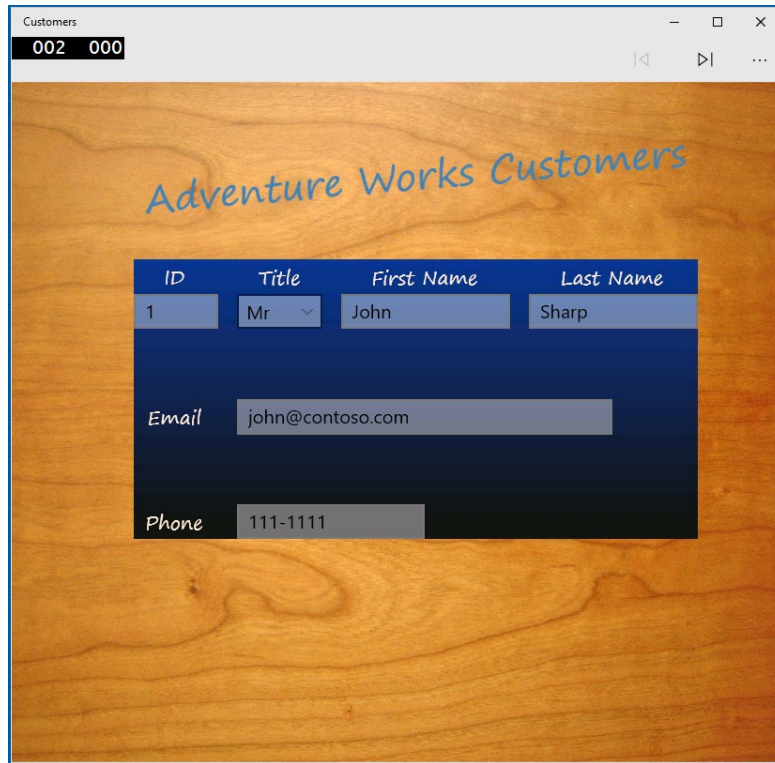 Customers
002 000
Adventure Works Customers
ID Title First Name Last Name
1 Mr John Sharp
Email john@contoso.com
Phone 111-1111